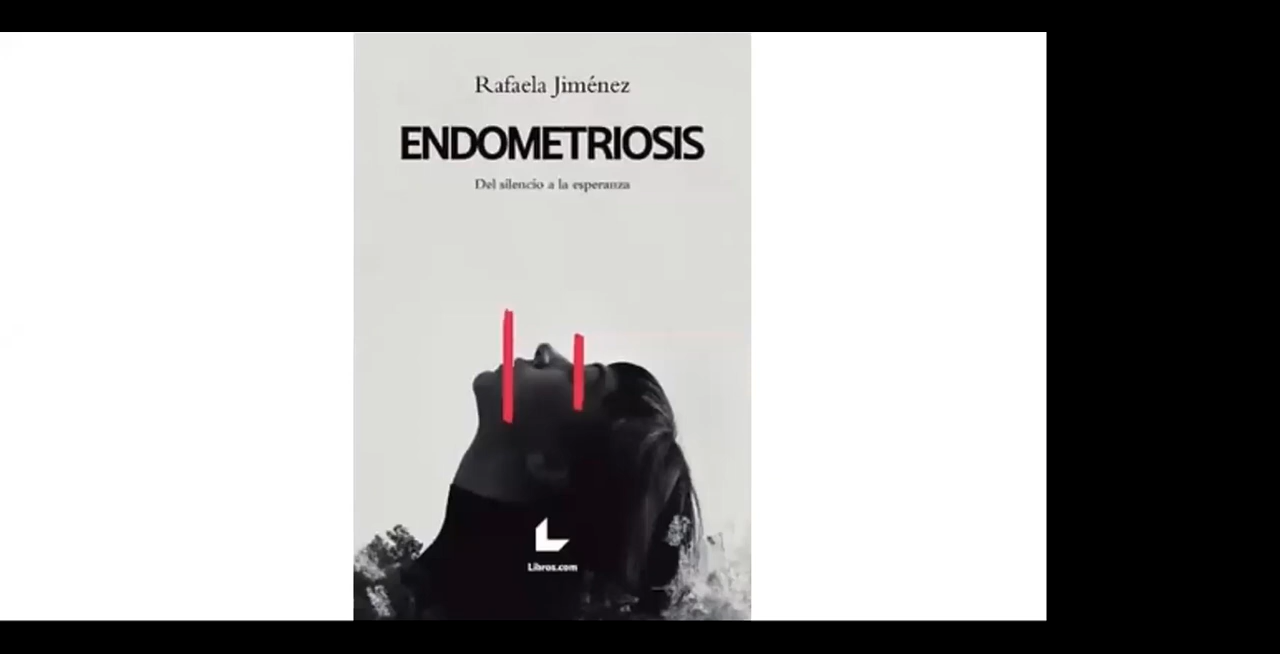 Rafaela Jiménez
ENDOMETRIOSIS
Del silencio a la esperanza
Libros.com